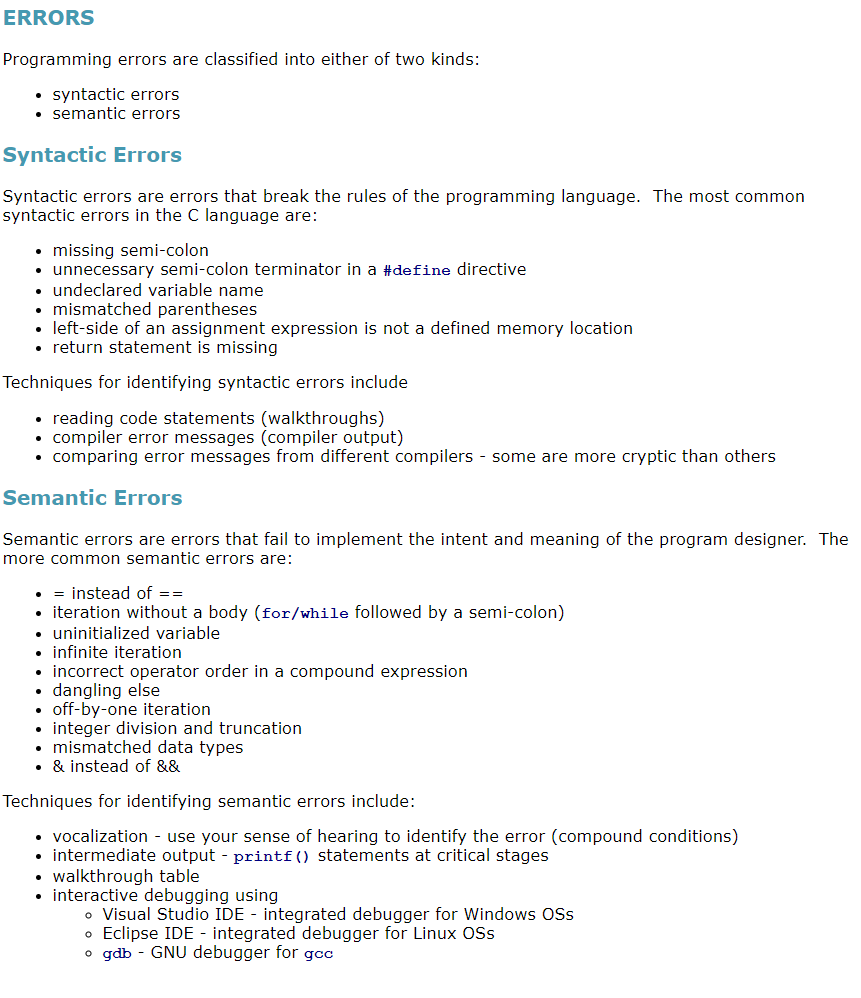 ERRORS
Programming errors are classified into either of two kinds:
• syntactic errors
• semantic errors
Syntactic Errors
Syntactic errors are errors that break the rules of the programming language.  The most common
syntactic errors in the C language are:
• missing semi-colon
• unnecessary semi-colon terminator in a #define directive
• undeclared variable name
• mismatched parentheses
• left-side of an assignment expression is not a defined memory location
• return statement is missing
Techniques for identifying syntactic errors include
• reading code statements (walkthroughs)
• compiler error messages (compiler output)
• comparing error messages from different compilers - some are more cryptic than others
Semantic Errors
Semantic errors are errors that fail to implement the intent and meaning of the program designer.  The
more common semantic errors are:
• = instead of ==
• iteration without a body (for/while followed by a semi-colon)
• uninitialized variable
• infinite iteration
• incorrect operator order in a compound expression
• dangling else
• off-by-one iteration
• integer division and truncation
• mismatched data types
• & instead of &&
Techniques for identifying semantic errors include:
• vocalization - use your sense of hearing to identify the error (compound conditions)
• intermediate output - printf() statements at critical stages
• walkthrough table
• interactive debugging using
◦ Visual Studio IDE - integrated debugger for Windows OSs
◦ Eclipse IDE - integrated debugger for Linux OSs
◦ gdb - GNU debugger for gcc